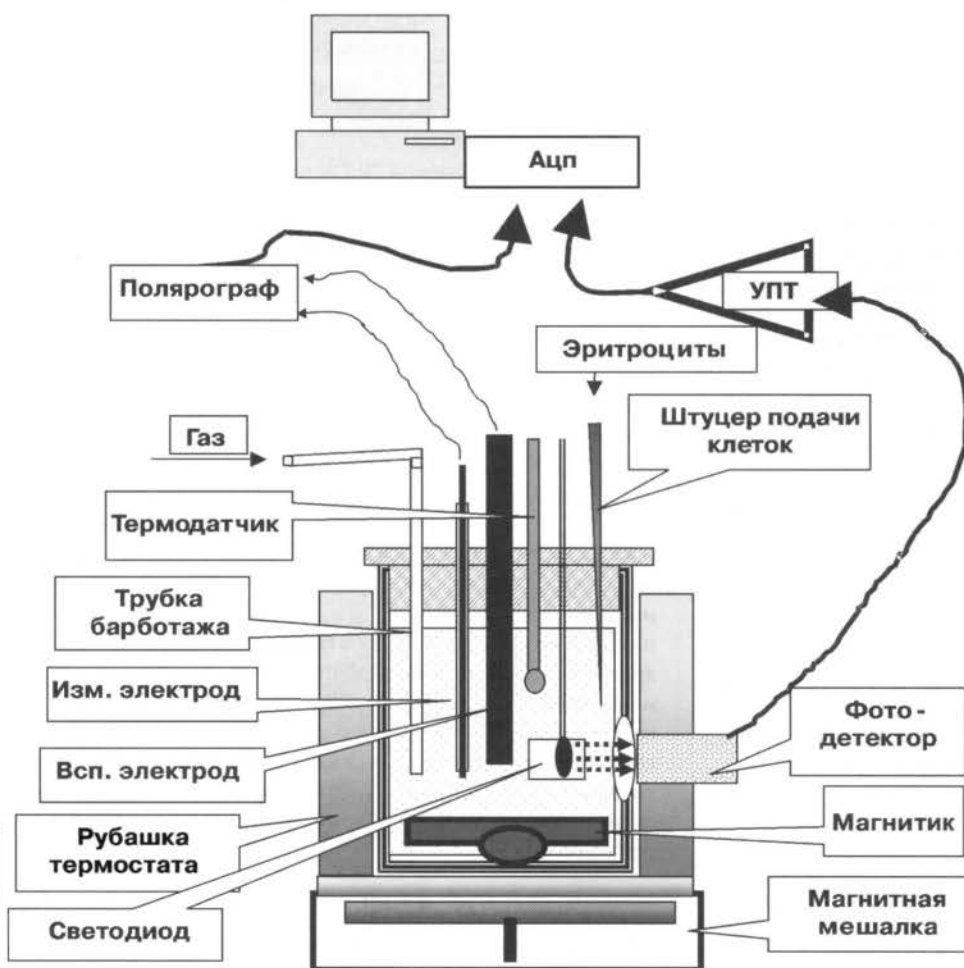 Ацп
Полярограф
УПТ
Эритроциты
Штуцер подачи
клеток
Газ
Термодатчик
Трубка
барботажа
Изм. электрод
Всп. электрод
Фото-
детектор
Рубашка
термостата
Магнитик
Светодиод
Магнитная
мешалка